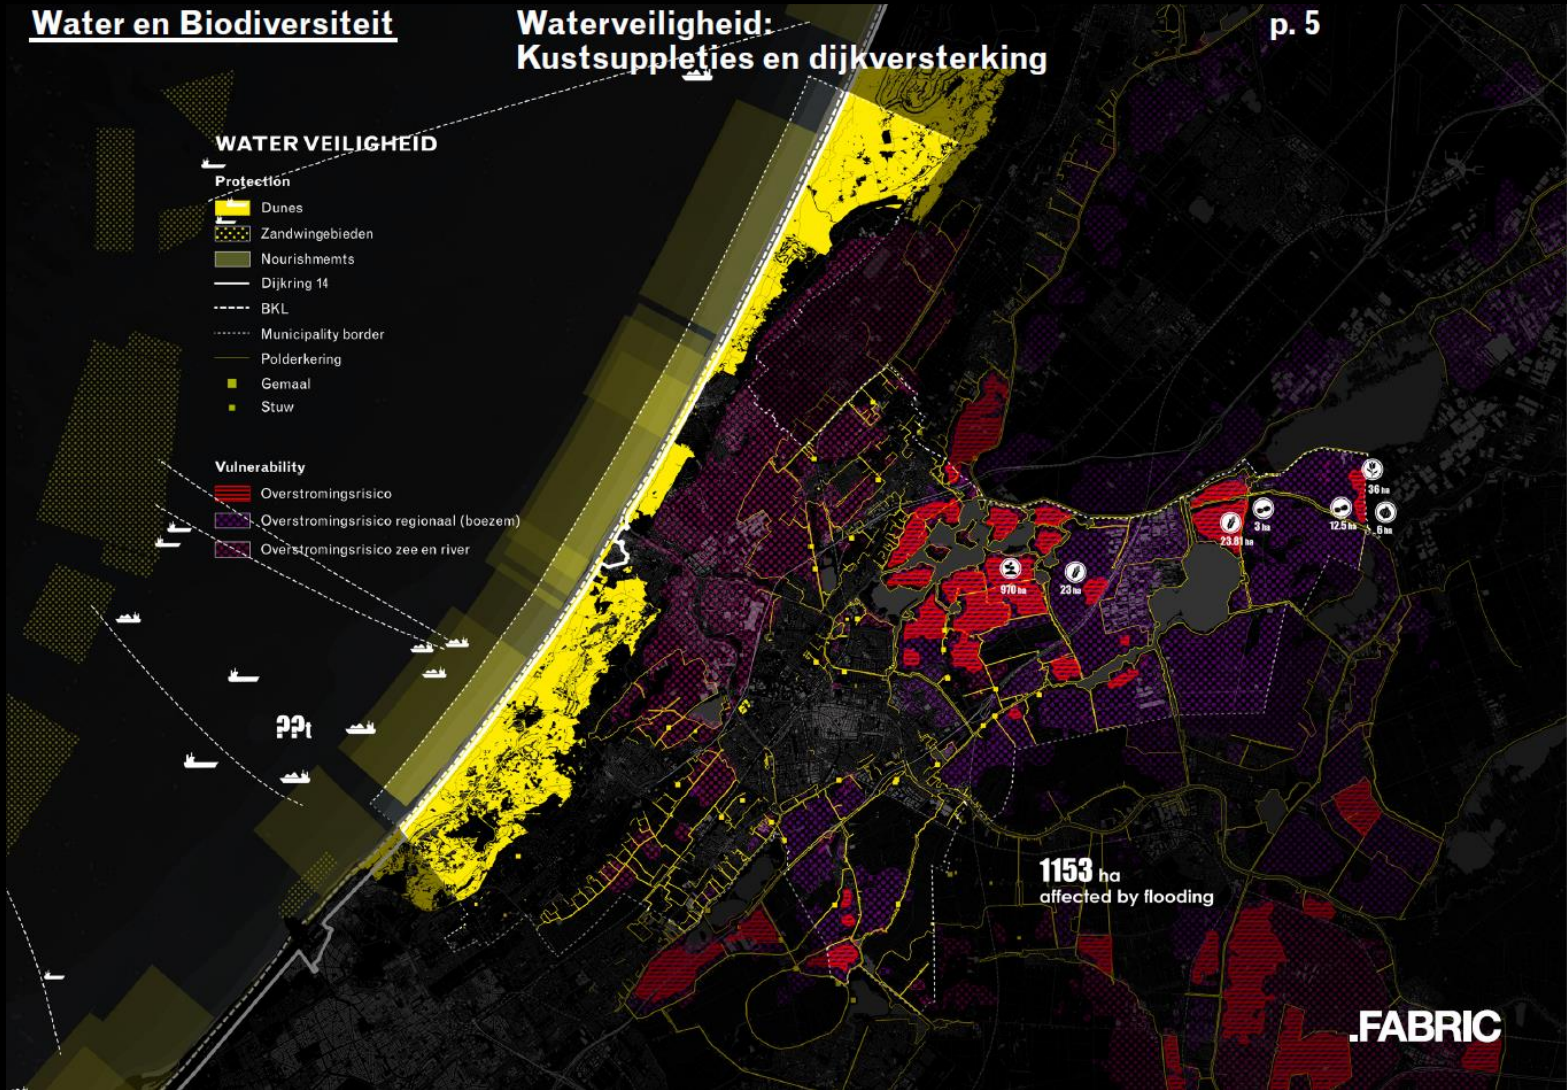 Water en Biodiversiteit
Waterveiligheid:
Kustsuppleties en dijkversterking
p. 5
WATER VEILIGHEID
Protection
Dunes
Zandwingebieden
Nourishmemts
Dijkring 14
BKL
Municipality border
Polderkering
Gemaal
Stuw
Vulnerability
Overstromingsrisico
Overstromingsrisico regionaal (boezem)
Overstromingsrisico zee en river
36 ha
3 ha
12.5 ha
6 ha
23.81 ha
970 ha
23 ha
??t
1153 ha
affected by flooding
.FABRIC